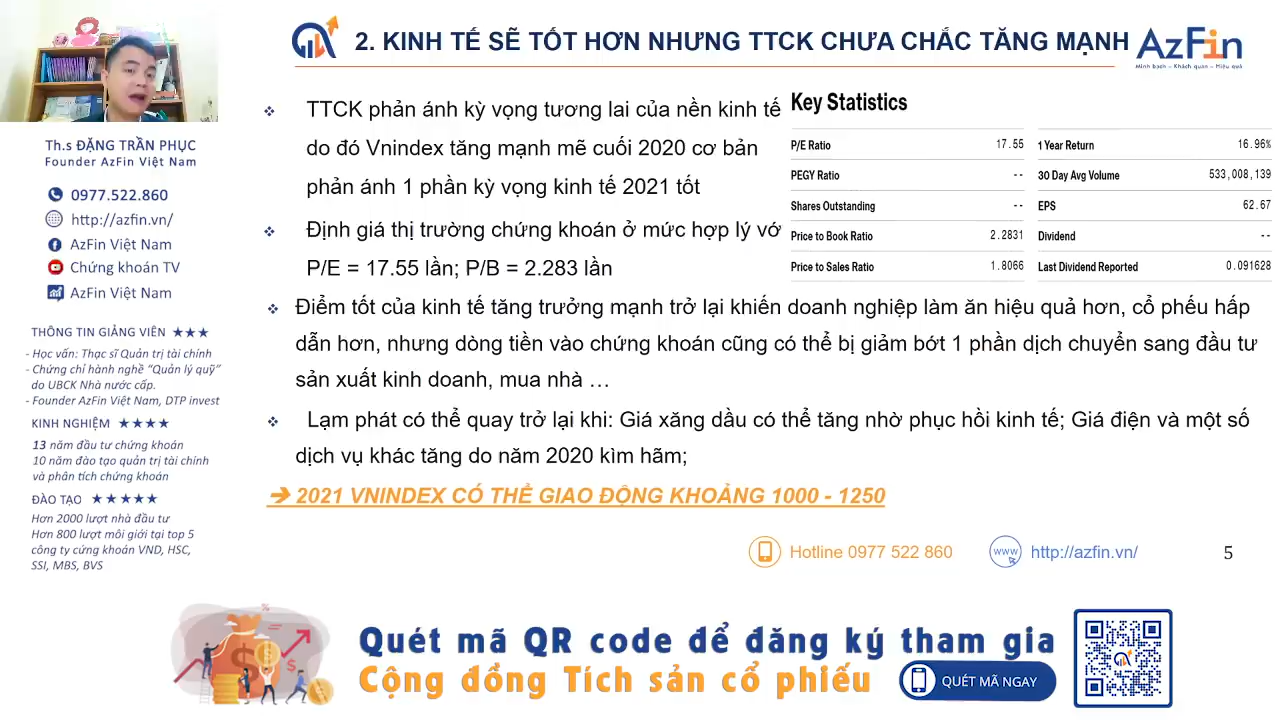 2. KINH TẾ SẼ TỐT HƠN NHƯNG TTCK CHƯA CHẮC TĂNG MẠNH
AzFin
Minh bạch – Khách quan – Hiệu quả
Th.s ĐẶNG TRẦN PHỤC
Founder AzFin Việt Nam
0977.522.860
http://azfin.vn/
AzFin Việt Nam
Chứng khoán TV
AzFin Việt Nam
THÔNG TIN GIẢNG VIÊN ★★★
- Học vấn: Thạc sĩ Quản trị tài chính
- Chứng chỉ hành nghề “Quản lý quỹ”
do UBCK Nhà nước cấp.
- Founder AzFin Việt Nam, DTP invest
KINH NGHIỆM ★★★★
13 năm đầu tư chứng khoán
10 năm đào tạo quản trị tài chính
và phân tích chứng khoán
ĐÀO TẠO ★★★★★
Hơn 2000 lượt nhà đầu tư
Hơn 800 lượt môi giới tại top 5
công ty cứng khoán VND, HSC,
SSI, MBS, BVS
❖ TTCK phản ánh kỳ vọng tương lai của nền kinh tế
do đó Vnindex tăng mạnh mẽ cuối 2020 cơ bản
phản ánh 1 phần kỳ vọng kinh tế 2021 tốt
❖ Định giá thị trường chứng khoán ở mức hợp lý vớ
P/E = 17.55 lần; P/B = 2.283 lần
Key Statistics
P/E Ratio 17.55 1 Year Return 16.96%
PEGY Ratio -- 30 Day Avg Volume 533,008,139
Shares Outstanding -- EPS 62.67
Price to Book Ratio 2.2831 Dividend --
Price to Sales Ratio 1.8066 Last Dividend Reported 0.091628
❖ Điểm tốt của kinh tế tăng trưởng mạnh trở lại khiến doanh nghiệp làm ăn hiệu quả hơn, cổ phếu hấp
dẫn hơn, nhưng dòng tiền vào chứng khoán cũng có thể bị giảm bớt 1 phần dịch chuyển sang đầu tư
sản xuất kinh doanh, mua nhà …
❖ Lạm phát có thể quay trở lại khi: Giá xăng dầu có thể tăng nhờ phục hồi kinh tế; Giá điện và một số
dịch vụ khác tăng do năm 2020 kìm hãm;
➔ 2021 VNINDEX CÓ THỂ GIAO ĐỘNG KHOẢNG 1000 - 1250
Hotline 0977 522 860
www http://azfin.vn/
5
Quét mã QR code để đăng ký tham gia
Cộng đồng Tích sản cổ phiếu
QUÉT MÃ NGAY